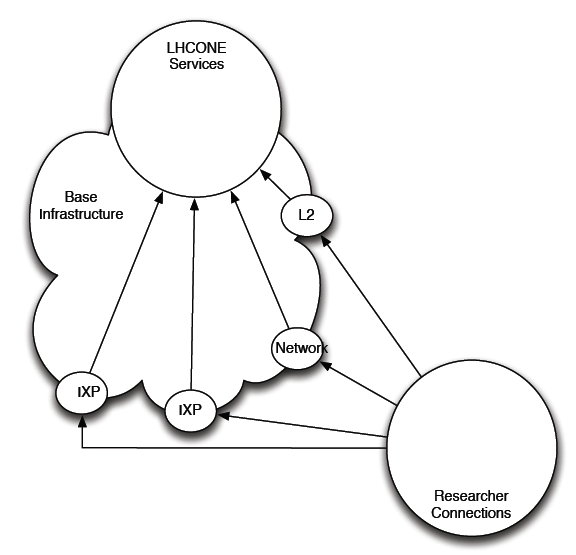 LHCONE
Services
Base
Infrastructure
L2
Network
IXP
IXP
Researcher
Connections